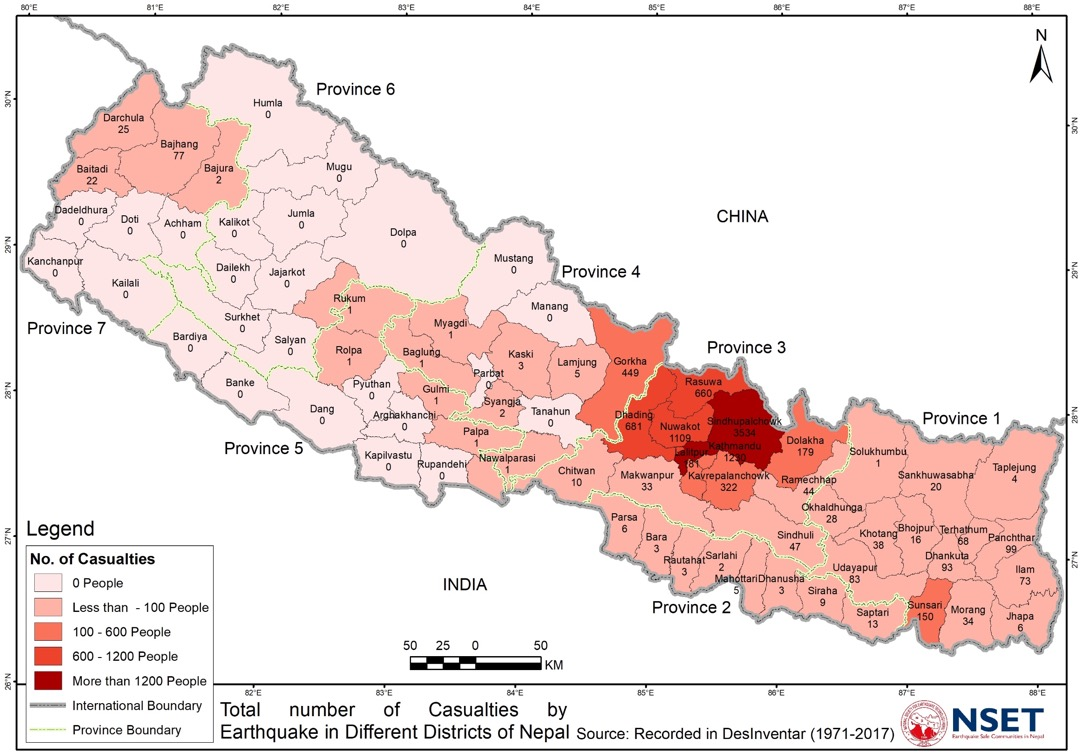 80°E 81°E 82°E 83°E 84°E 85°E 86°E 87°E 88°E
N
30°N
30°N
29°N
29°N
28°N
28°N
27°N
27°N
26°N
26°N
Province 6
Humla
0
Darchula
25
Bajhang
77
Baitadi
22
Bajura
2
Mugu
0
Dadeldhura
0
Doti
0
Achham
0
Kalikot
0
Jumla
0
Dolpa
0
CHINA
Kanchanpur
0
Kailali
0
Dailekh
0
Jajarkot
0
Mustang
0
Province 4
Manang
0
Province 7
Bardiya
0
Surkhet
0
Salyan
0
Rukum
1
Rolpa
1
Myagdi
1
Baglung
1
Kaski
3
Lamjung
5
Gorkha
449
Province 3
Parbat
0
Banke
0
Pyuthan
0
Gulmi
1
Syangja
2
Tanahun
0
Dang
0
Arghakhanchi
0
Palpa
1
Province 5
Kapilvastu
0
Rupandehi
0
Nawalparasi
1
Chitwan
10
Rasuwa
660
Dhading
681
Nuwakot
1109
Sindhupalchowk
3534
Kathmandu
Lalitpur
181
Kavrepalanchowk
322
Dolakha
179
Makwanpur
33
Ramechhap
44
Province 1
Solukhumbu
1
Sankhuwasabha
20
Taplejung
4
Okhaldhunga
28
Khotang
38
Bhojpur
16
Terhathum
68
Panchthar
99
Dhankuta
93
Ilam
73
Sindhuli
47
Udayapur
83
Parsa
6
Bara
3
Rautahat
3
Sarlahi
2
Mahottari
5
Dhanusha
3
Siraha
9
Saptari
13
Sunsari
150
Morang
34
Jhapa
6
Province 2
INDIA
Legend
No. of Casualties
0 People
Less than - 100 People
100 - 600 People
600 - 1200 People
More than 1200 People
International Boundary
Province Boundary
50 25 0 50
KM
82°E 83°E 84°E 85°E 86°E 87°E 88°E
Total number of Casualties by
Earthquake in Different Districts of Nepal Source: Recorded in DesInventar (1971-2017)
NSET
Earthquake Safe Communities in Nepal